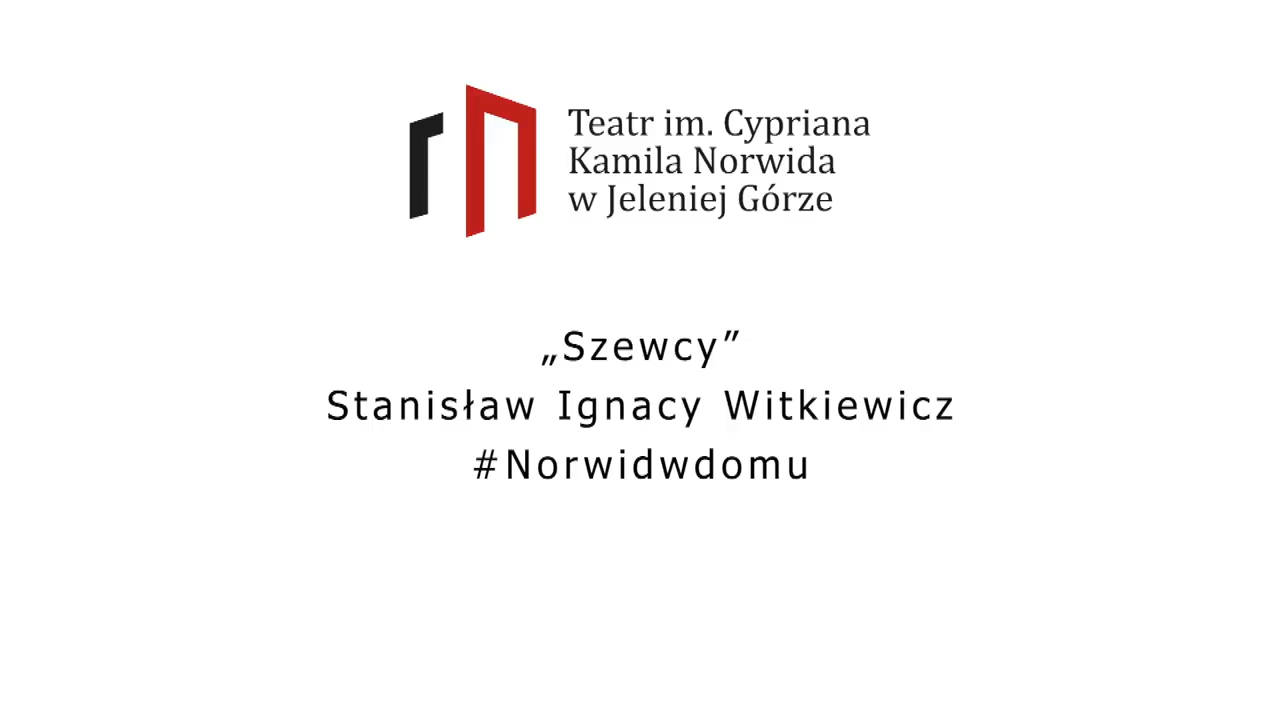 Teatr im. Cypriana
Kamila Norwida
w Jeleniej Górze
„Szewcy”
Stanisław Ignacy Witkiewicz
#Norwidwdomu